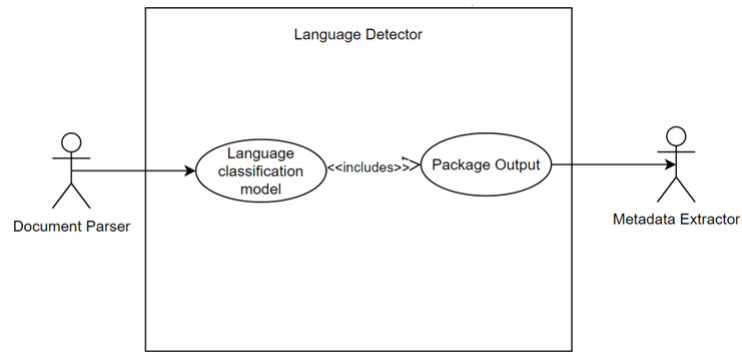 Language Detector
Language
classification
model
<<includes>>
Package Output
Document Parser
Metadata Extractor